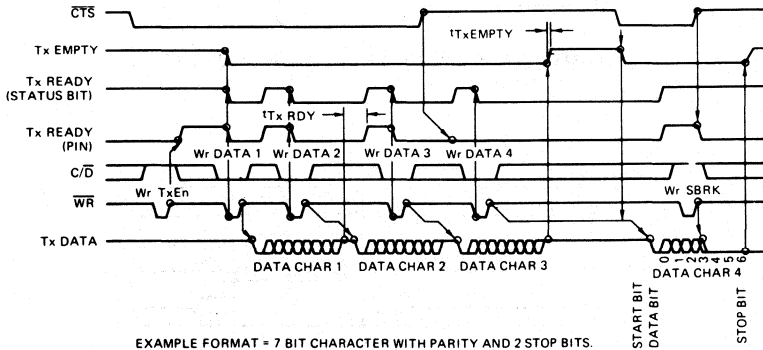 CTS
tTxEMPTY
Tx EMPTY
Tx READY
(STATUS BIT)
tTx RDY
Tx READY
(PIN)
Wr DATA 1 Wr DATA 2 Wr DATA 3 Wr DATA 4
C/D
Wr TxEn
Wr SBRK
WR
Tx DATA
DATA CHAR 1 DATA CHAR 2 DATA CHAR 3 DATA CHAR 4
0 1 2 3 4 5 6
START BIT
DATA BIT
STOP BIT
EXAMPLE FORMAT = 7 BIT CHARACTER WITH PARITY AND 2 STOP BITS.